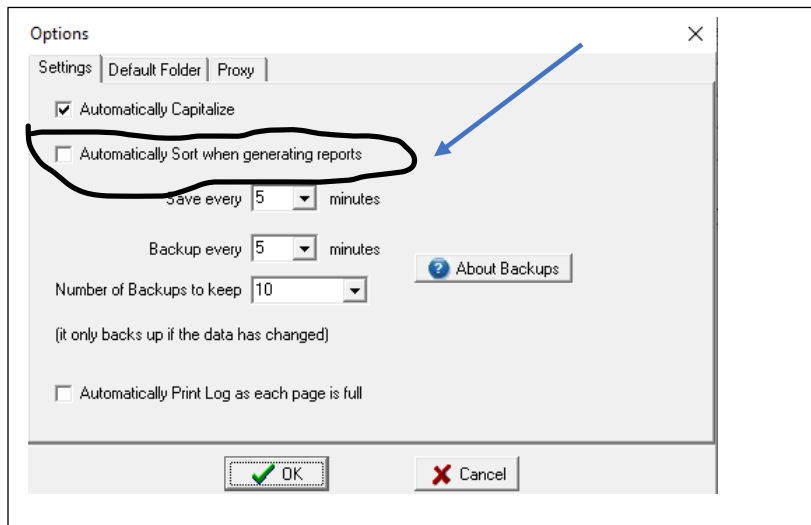 Options
Settings Default Folder Proxy
Automatically Capitalize
Automatically Sort when generating reports
Save every 5 minutes
Backup every 5 minutes
About Backups
Number of Backups to keep 10
(it only backs up if the data has changed)
Automatically Print Log as each page is full
OK Cancel